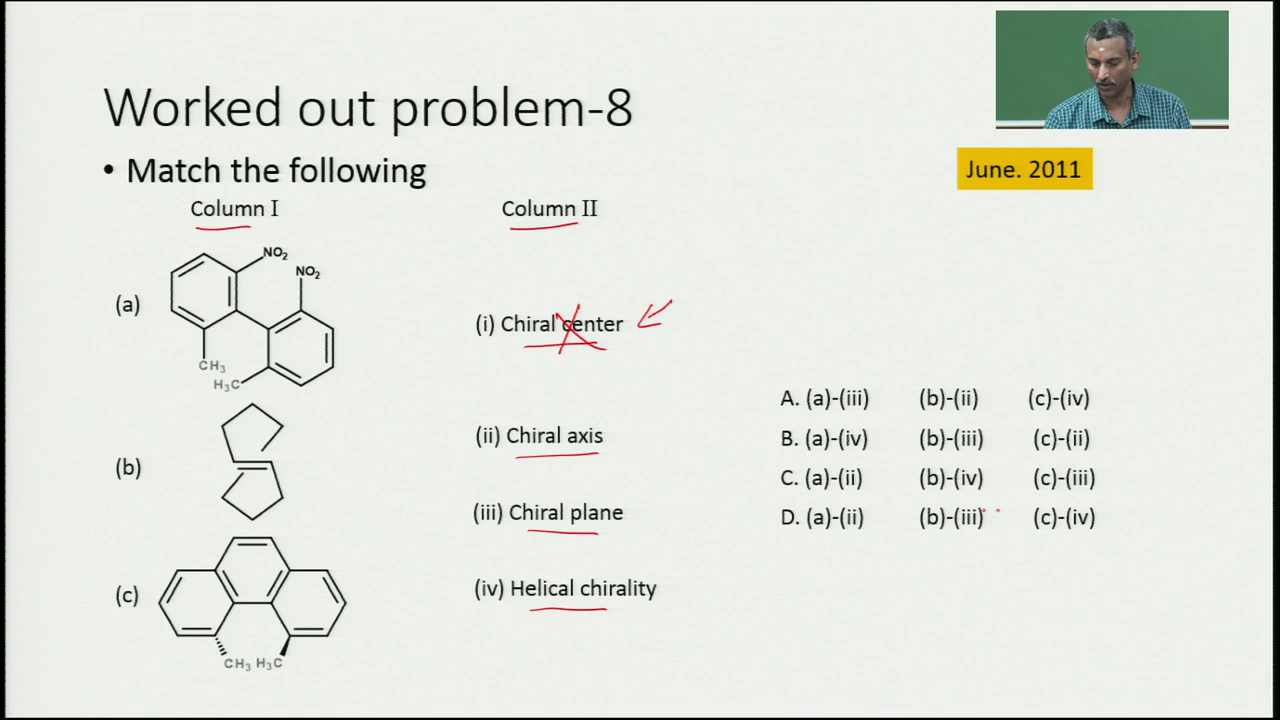 Worked out problem-8
• Match the following
June. 2011
Column I
Column II
(a)
NO2
NO2
CH3
H3C
(i) Chiral center
(b)
(ii) Chiral axis
(iii) Chiral plane
(c)
CH3
H3C
(iv) Helical chirality
A. (a)-(iii) (b)-(ii) (c)-(iv)
B. (a)-(iv) (b)-(iii) (c)-(ii)
C. (a)-(ii) (b)-(iv) (c)-(iii)
D. (a)-(ii) (b)-(iii) (c)-(iv)